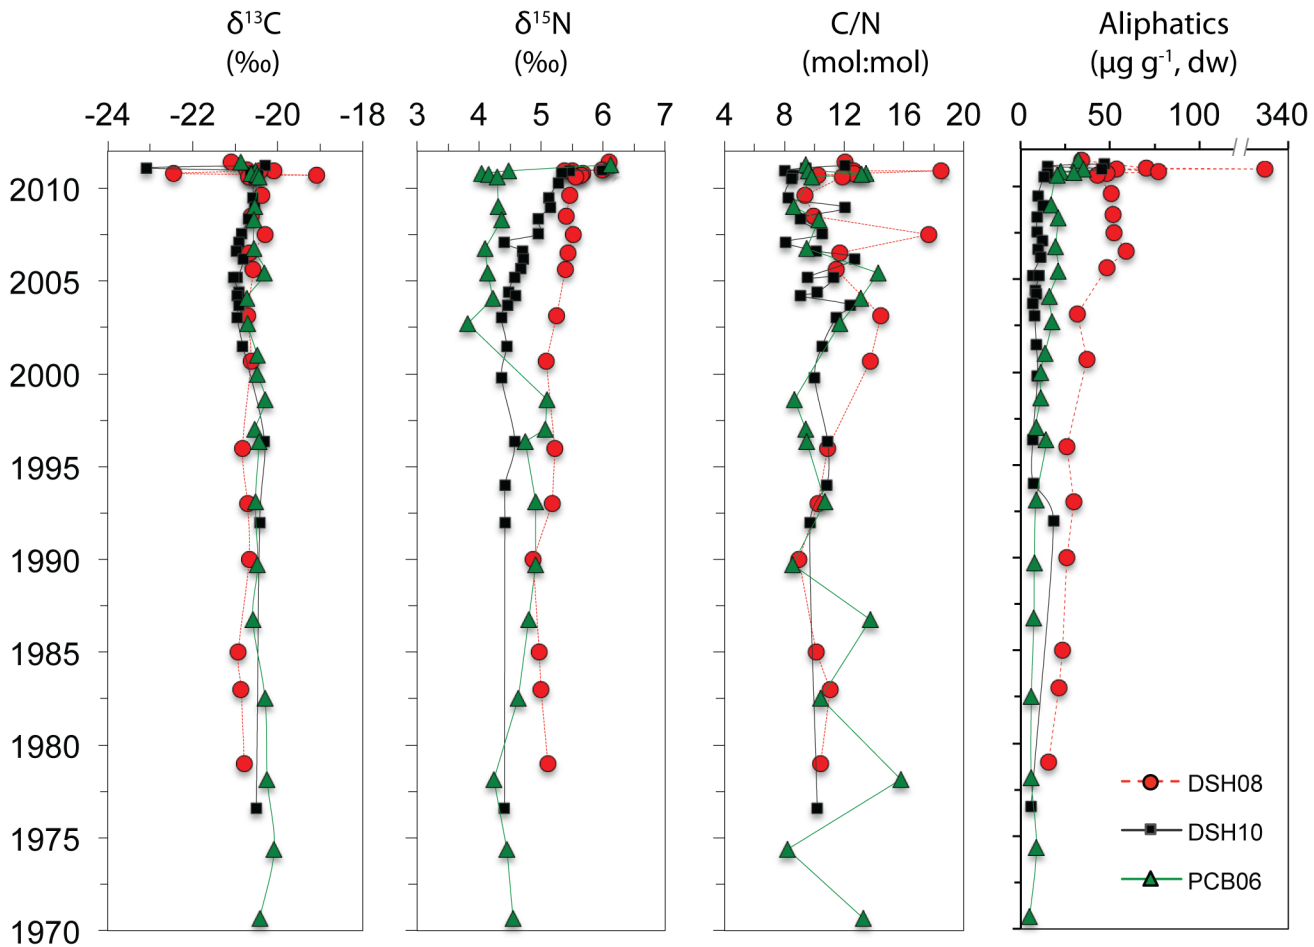 δ¹³C δ¹⁵N C/N Aliphatics
(‰) (‰) (mol:mol) (µg g⁻¹, dw)
-24 -22 -20 -18 3 4 5 6 7 4 8 12 16 20 0 50 100 340
2010
2005
2000
1995
1990
1985
1980
DSH08
DSH10
1975
PCB06
1970